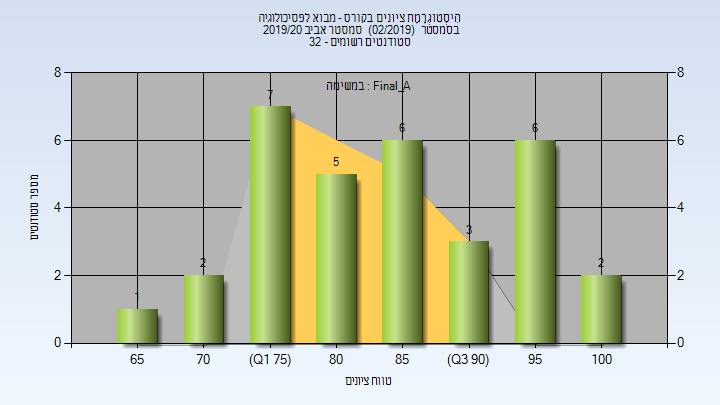 היסטוגרמת ציונים בקורס - מבוא לפסיכולוגיה
בסמסטר (02/2019) סמסטר אביב 2019/20
סטודנטים רשומים - 32
במשימה : Final_A
8 8
7
6 6
6 6
5
4 4
3
2 2
2 2
1
0 0
65 70 (Q1 75) 80 85 (Q3 90) 95 100
מספר סטודנטים
טווח ציונים